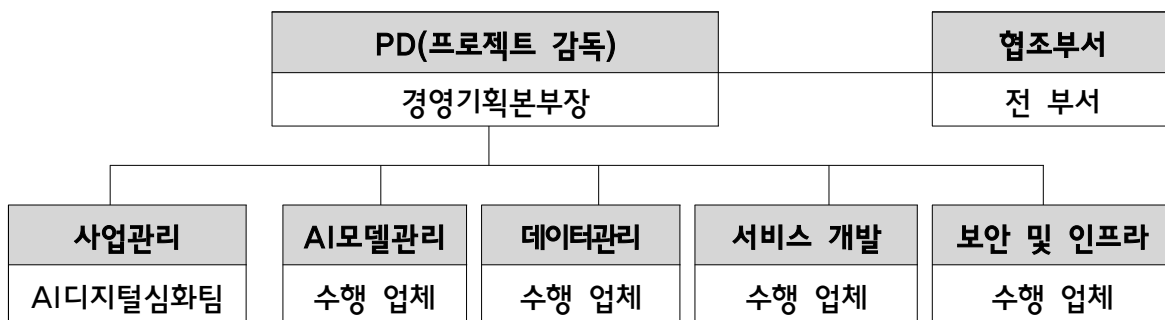 PD(프로젝트 감독)
경영기획본부장
협조부서
전 부서
사업관리
AI디지털심화팀
AI모델관리
수행 업체
데이터관리
수행 업체
서비스 개발
수행 업체
보안 및 인프라
수행 업체